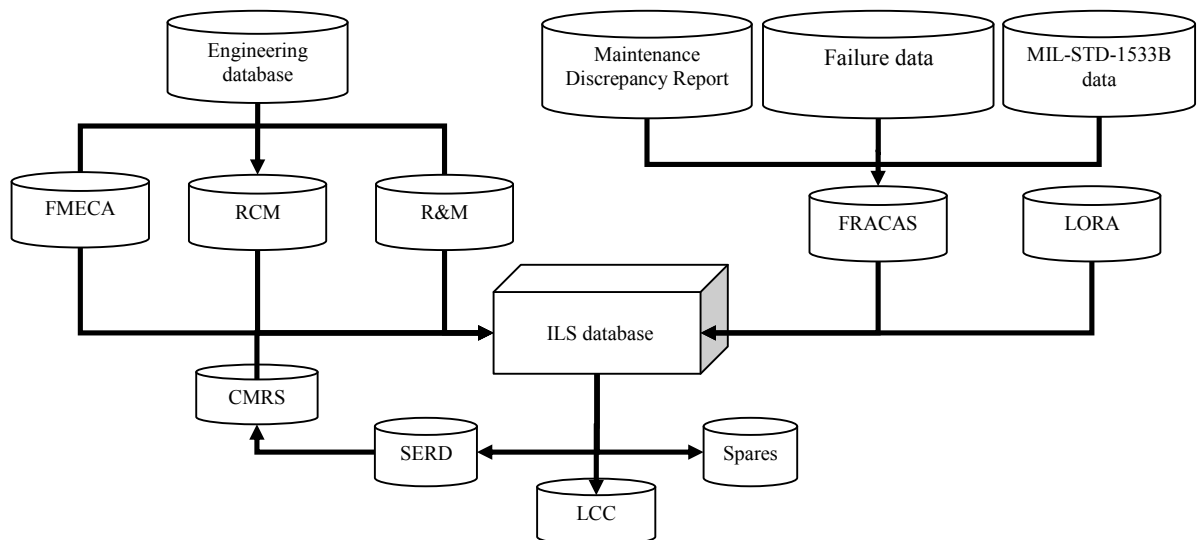 Engineering
database
Maintenance
Discrepancy Report
Failure data
MIL-STD-1533B
data
FMECA
RCM
R&M
FRACAS
LORA
ILS database
CMRS
SERD
Spares
LCC